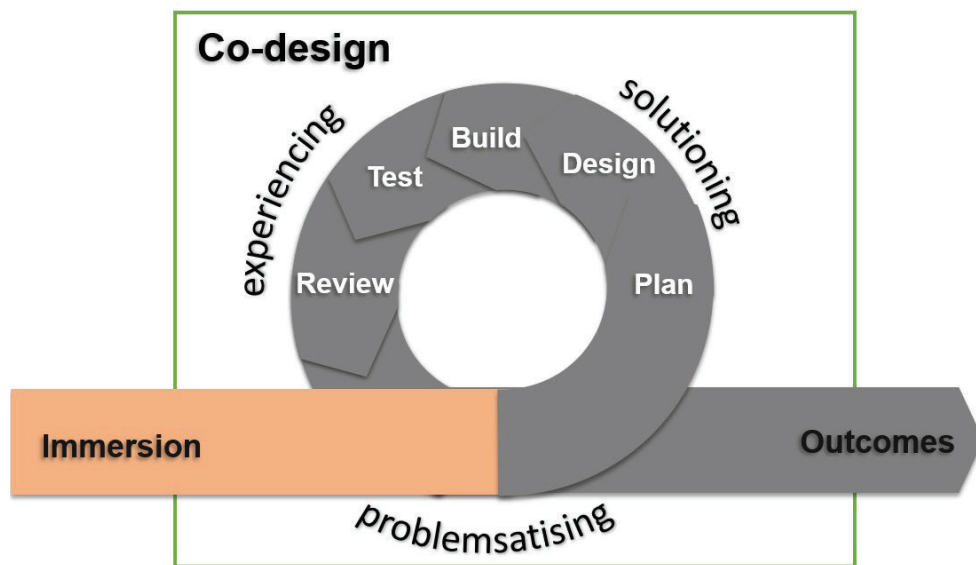 Co-design
experiencing
solutioning
Build
Test
Design
Review
Plan
Immersion
Outcomes
problemsatising